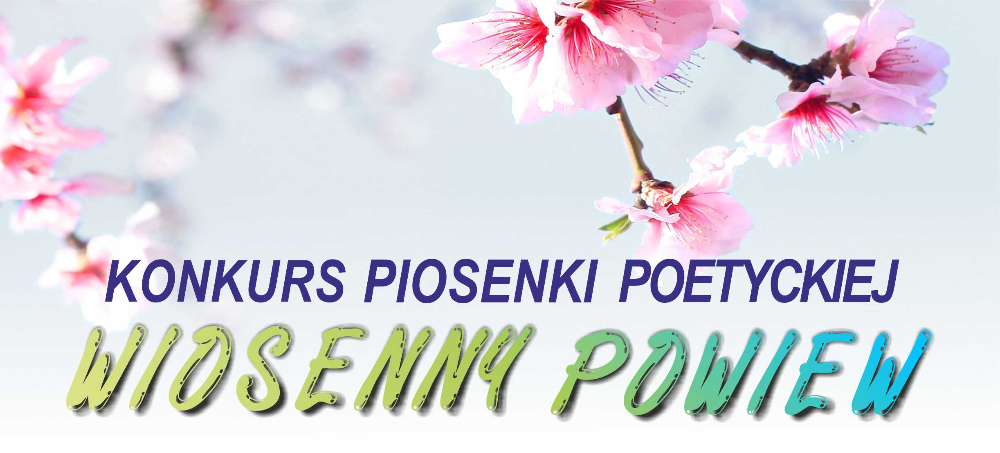 KONKURS PIOSENKI POETYCKIEJ
WIOSENNY POWIEW